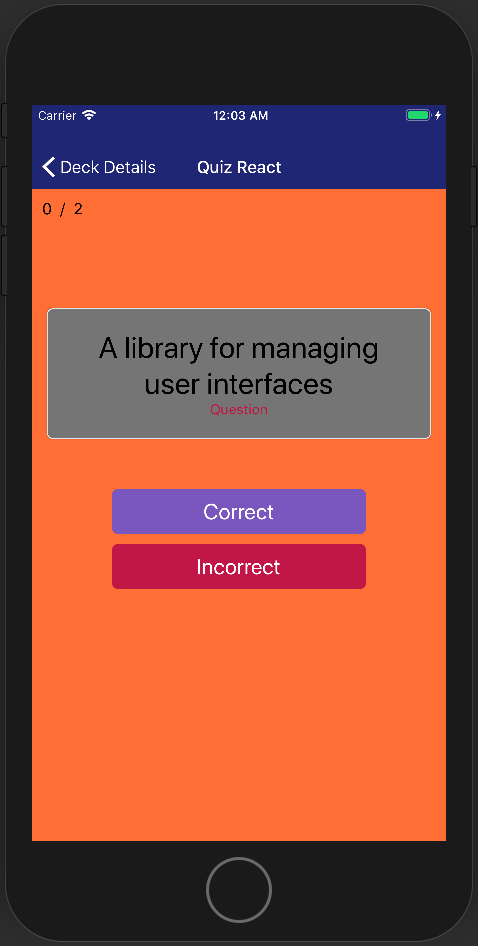 Carrier 12:03 AM
Deck Details Quiz React
0 / 2
A library for managing
user interfaces
Question
Correct
Incorrect